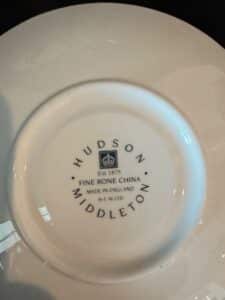 HUDSON
Est 1875
FINE BONE CHINA
MADE IN ENGLAND
MIDDLETON